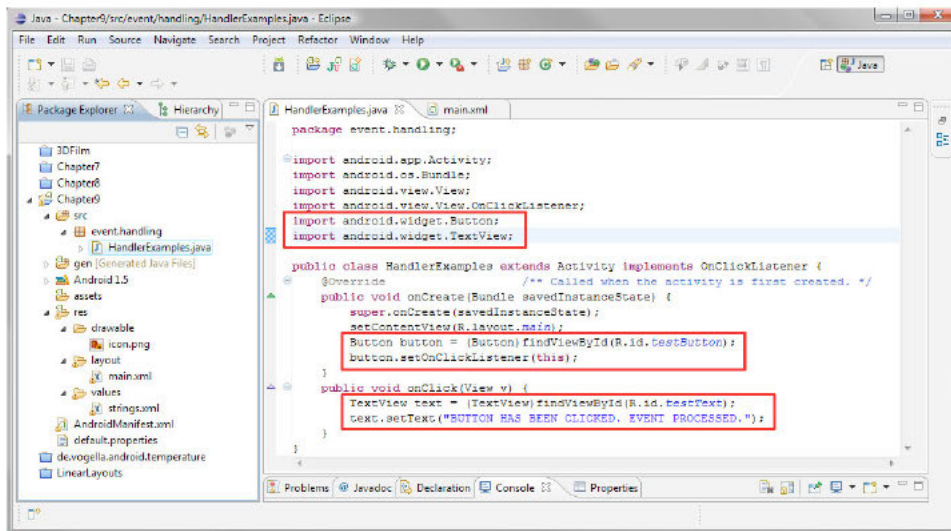 Java - Chapter9/src/event/handling/HandlerExamples.java - Eclipse
File Edit Run Source Navigate Search Project Refactor Window Help
Java
Package Explorer
Hierarchy
HandlerExamples.java
main.xml
3DFilm
Chapter7
Chapter8
Chapter9
src
event.handling
HandlerExamples.java
gen [Generated Java Files]
Android 1.5
assets
res
drawable
icon.png
layout
main.xml
values
strings.xml
AndroidManifest.xml
default.properties
de.vogella.android.temperature
LinearLayouts
package event.handling;
import android.app.Activity;
import android.os.Bundle;
import android.view.View;
import android.view.View.OnClickListener;
import android.widget.Button;
import android.widget.TextView;
public class HandlerExamples extends Activity implements OnClickListener {
@Override /** Called when the activity is first created. */
public void onCreate(Bundle savedInstanceState) {
super.onCreate(savedInstanceState);
setContentView(R.layout.main);
Button button = (Button)findViewById(R.id.testButton);
button.setOnClickListener(this);
}
public void onClick(View v) {
TextView text = (TextView)findViewById(R.id.testText);
text.setText("BUTTON HAS BEEN CLICKED. EVENT PROCESSED.");
}
}
Problems @ Javadoc Declaration Console Properties